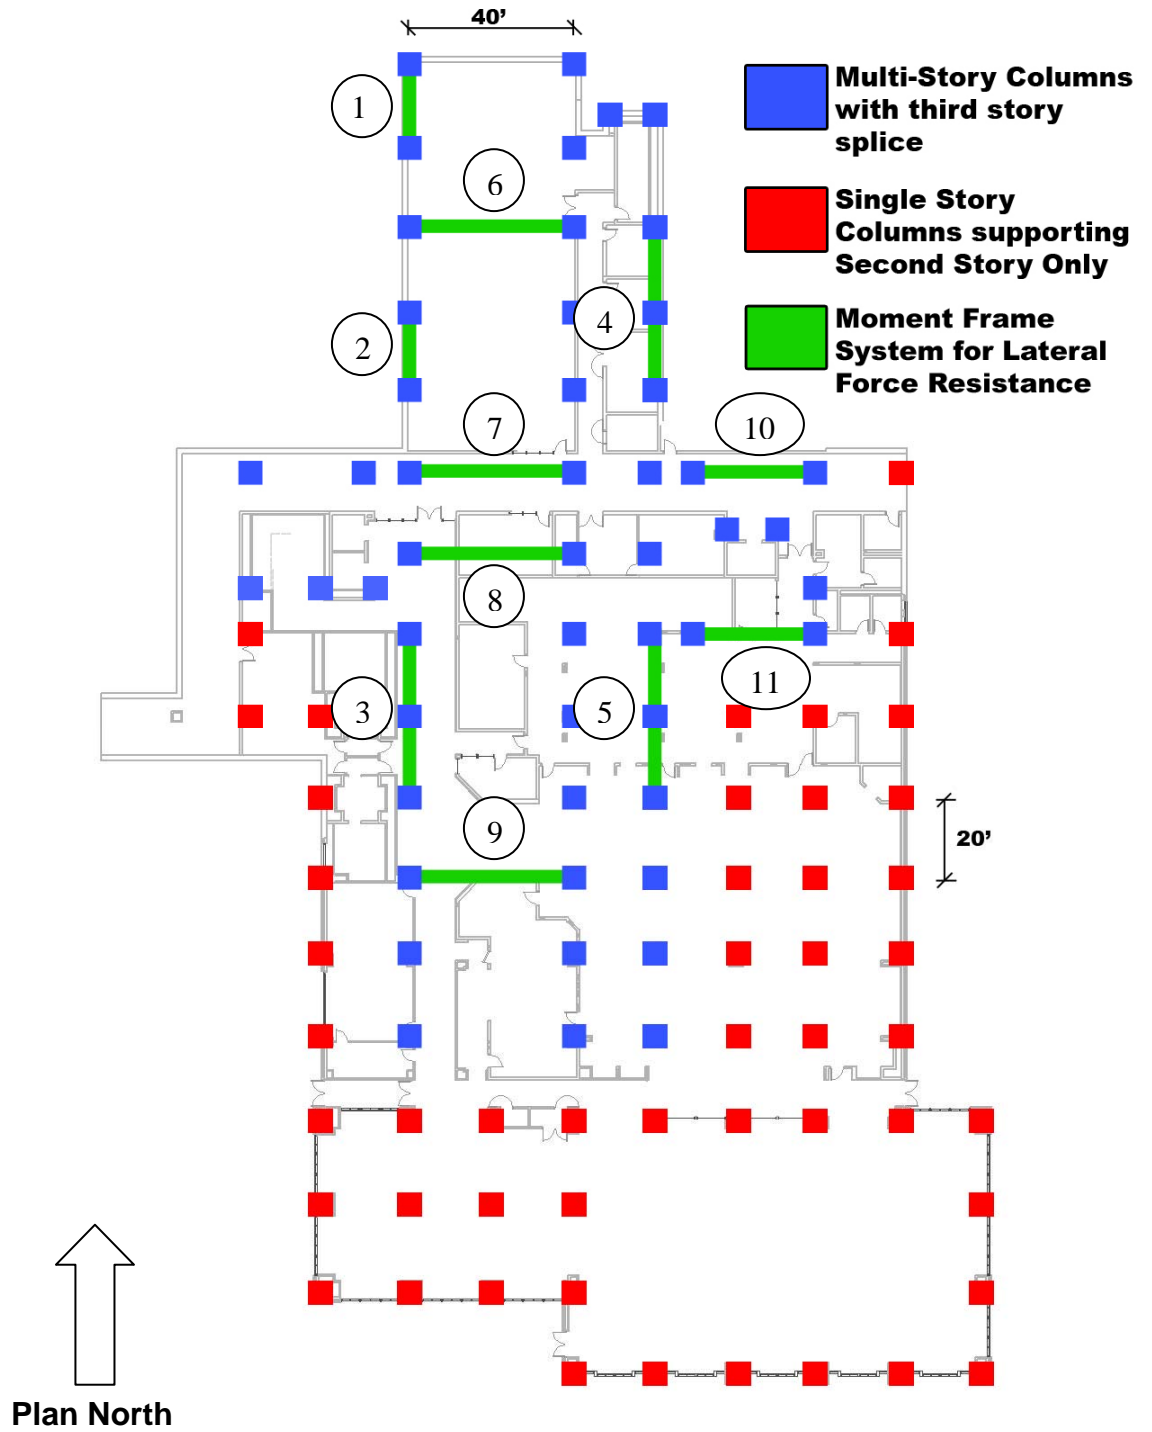 40’
1
Multi-Story Columns
with third story
splice
6
Single Story
Columns supporting
Second Story Only
2
4
Moment Frame
System for Lateral
Force Resistance
7
10
8
3
5
11
9
20’
Plan North